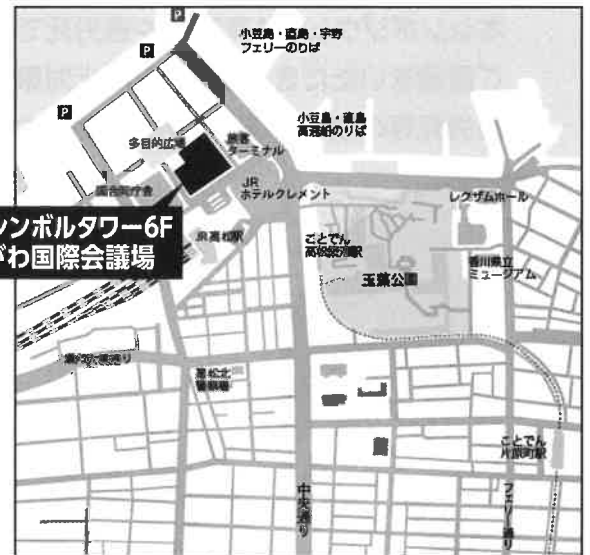 P
P
P
小豆島・直島・宇野
フェリーのりば
小豆島・直島
高速船のりば
多目的広場
旅客
ターミナル
JR
ホテルクレメント
レクザムホール
ンボルタワー6F
がわ国際会議場
JR高松駅
ことでん
高松築港駅
玉藻公園
香川県立
ミュージアム
高松北
警察署
ことでん
片原町駅
中央通り
フェリー通り